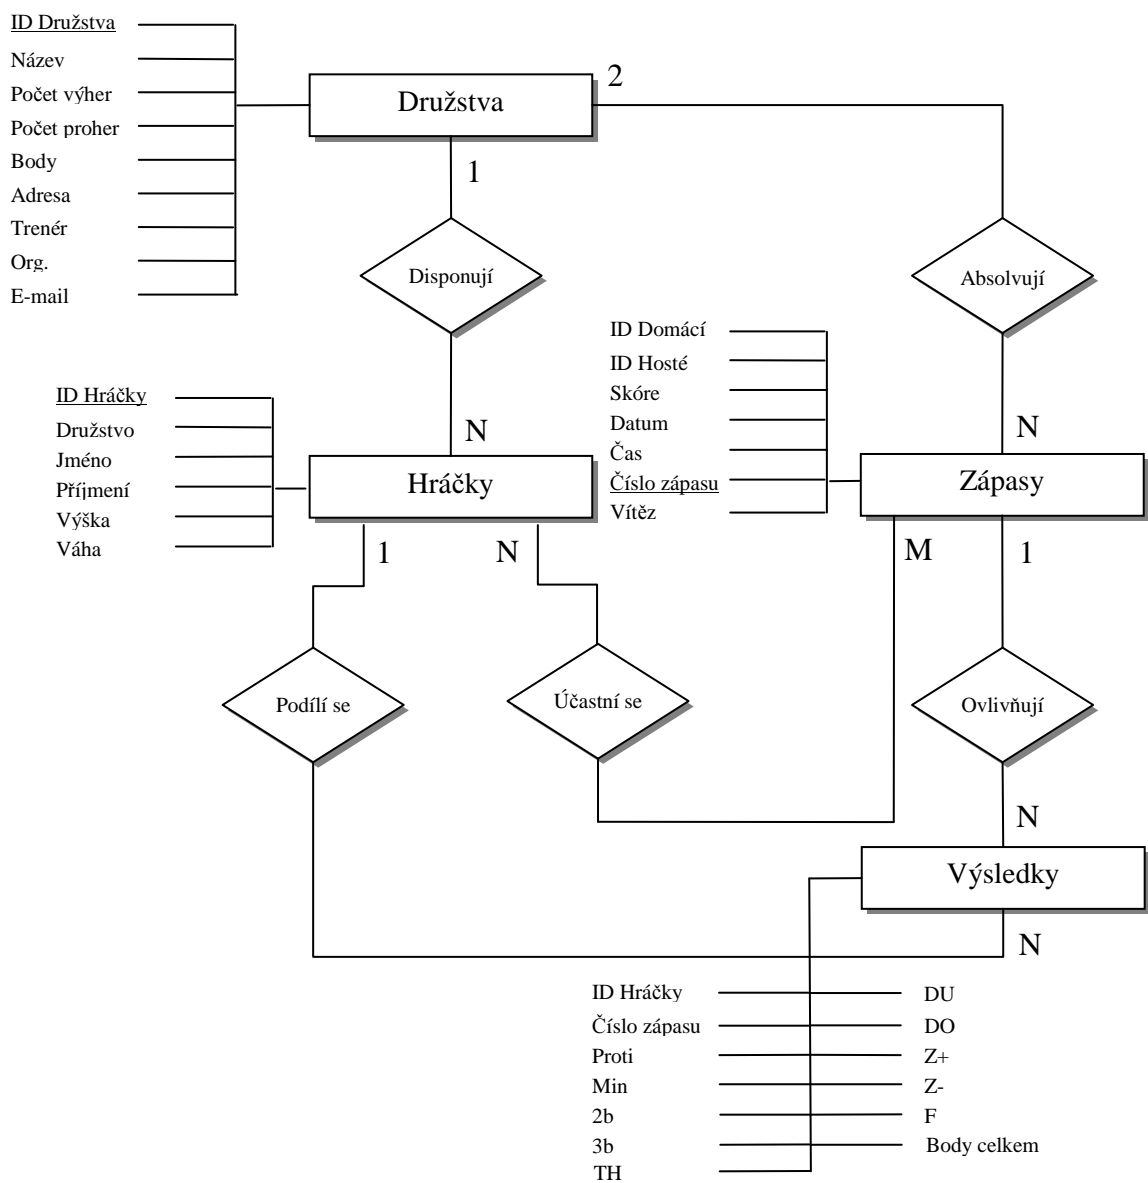 ID Družstva
Název
Počet výher
Počet proher
Body
Adresa
Trenér
Org.
E-mail
Družstva
2
1
Disponují
Absolvují
N
N
ID Domácí
ID Hosté
Skóre
Datum
Čas
Číslo zápasu
Vítěz
ID Hráčky
Družstvo
Jméno
Příjmení
Výška
Váha
Hráčky
Zápasy
1
N
M
1
Podílí se
Účastní se
Ovlivňují
N
Výsledky
N
ID Hráčky
Číslo zápasu
Proti
Min
2b
3b
TH
DU
DO
Z+
Z-
F
Body celkem